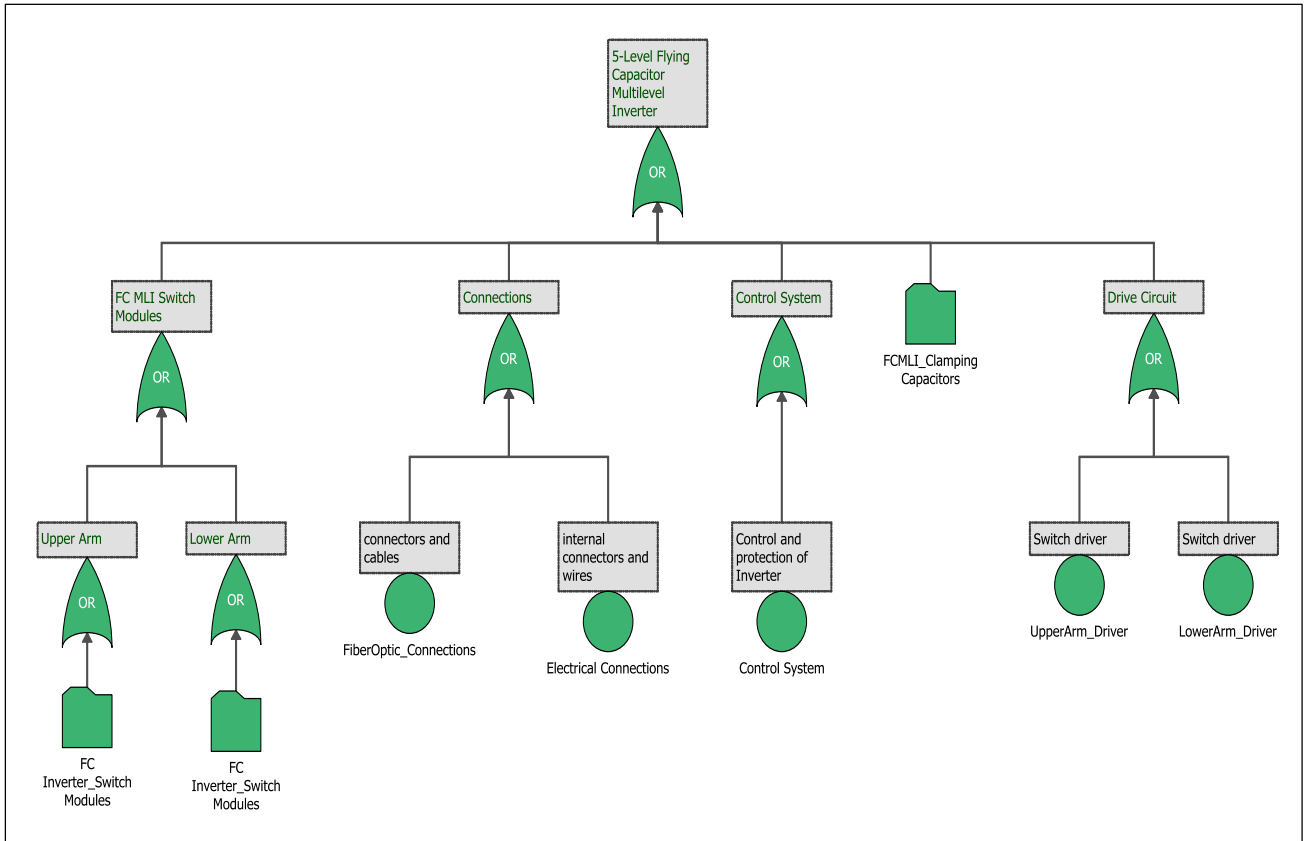 5-Level Flying
Capacitor
Multilevel
Inverter
OR
FC MLI Switch
Modules
Connections
Control System
Drive Circuit
OR
OR
OR
OR
FCMLI_Clamping
Capacitors
Upper Arm
Lower Arm
connectors and
cables
internal
connectors and
wires
Control and
protection of
Inverter
Switch driver
Switch driver
OR
OR
FiberOptic_Connections
Electrical Connections
Control System
UpperArm_Driver
LowerArm_Driver
FC
Inverter_Switch
Modules
FC
Inverter_Switch
Modules